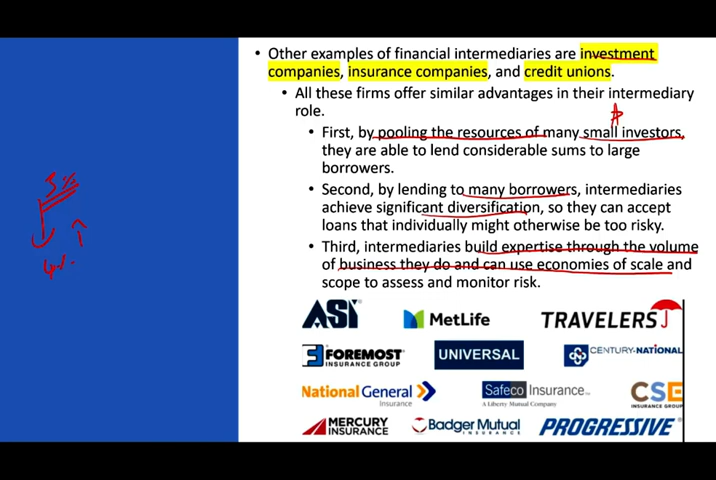 Other examples of financial intermediaries are investment
companies, insurance companies, and credit unions.
All these firms offer similar advantages in their intermediary
role.
First, by pooling the resources of many small investors,
they are able to lend considerable sums to large
borrowers.
Second, by lending to many borrowers, intermediaries
achieve significant diversification, so they can accept
loans that individually might otherwise be too risky.
Third, intermediaries build expertise through the volume
of business they do and can use economies of scale and
scope to assess and monitor risk.
ASI
MetLife
TRAVELERS
FOREMOST
INSURANCE GROUP
UNIVERSAL
CENTURY-NATIONAL
National General
Insurance
Safeco Insurance
A Liberty Mutual Company
CSE
INSURANCE GROUP
MERCURY
INSURANCE
Badger Mutual
INSURANCE
PROGRESSIVE